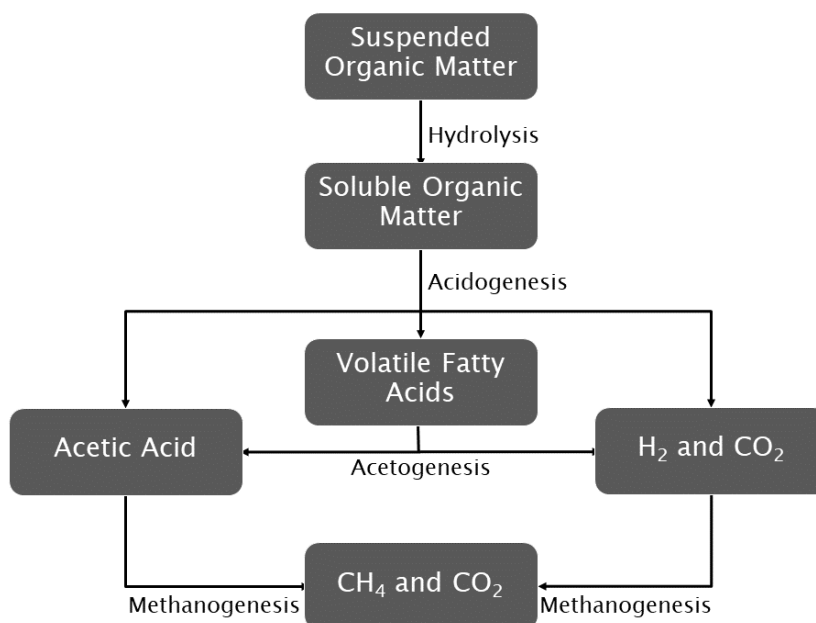 Suspended
Organic Matter
Hydrolysis
Soluble Organic
Matter
Acidogenesis
Volatile Fatty
Acids
Acetic Acid
H₂ and CO₂
Acetogenesis
CH₄ and CO₂
Methanogenesis
Methanogenesis